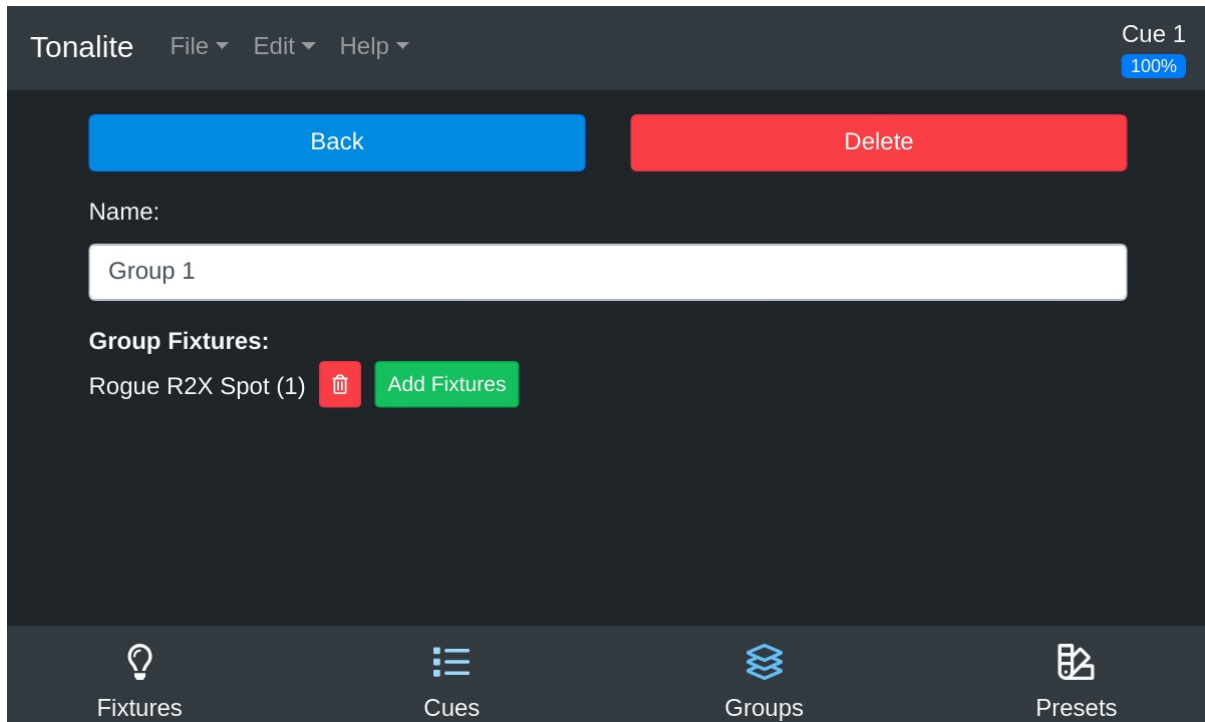 Tonalite File Edit Help Cue 1
100%
Back Delete
Name:
Group 1
Group Fixtures:
Rogue R2X Spot (1) Add Fixtures
Fixtures Cues Groups Presets